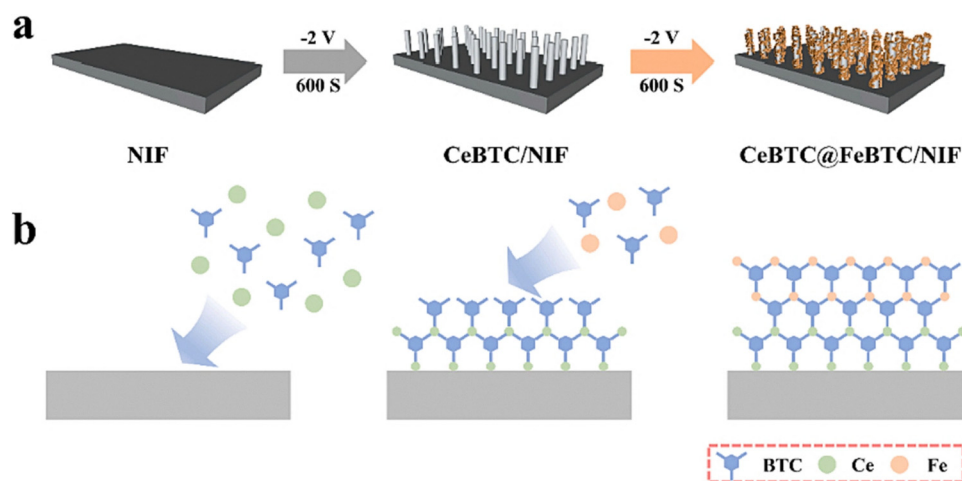 a
-2 V
600 S
-2 V
600 S
NIF
CeBTC/NIF
CeBTC@FeBTC/NIF
b
BTC
Ce
Fe